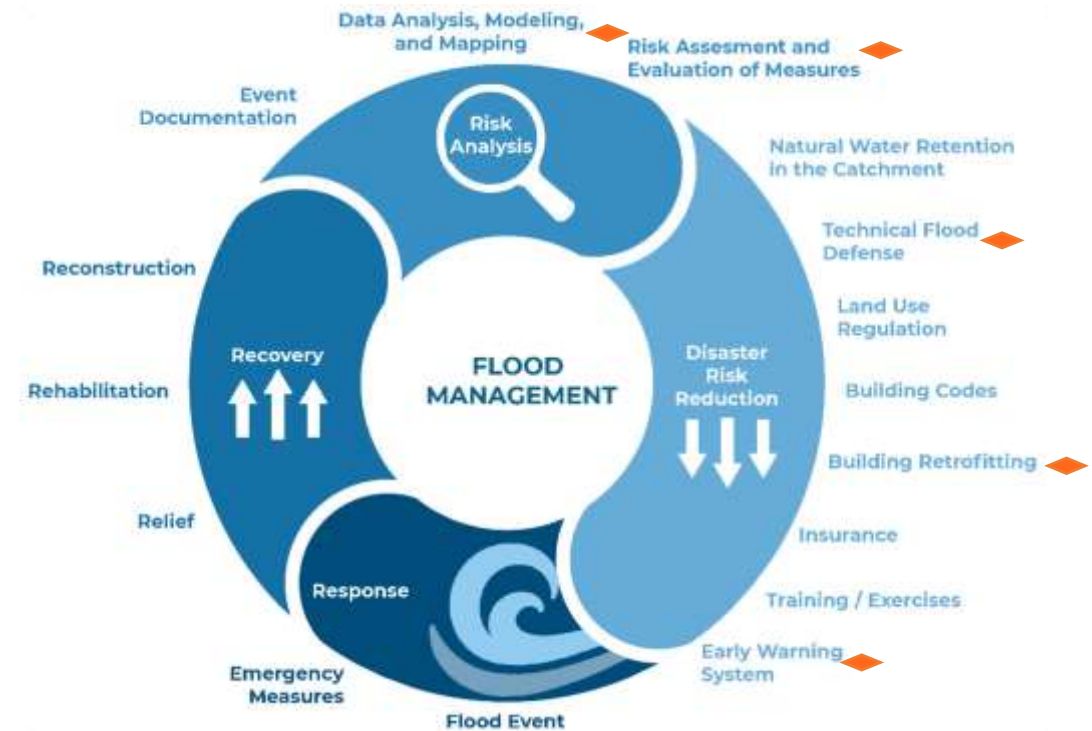 Data Analysis, Modeling,
and Mapping
Risk Assesment and
Evaluation of Measures
Event
Documentation
Risk
Analysis
Natural Water Retention
in the Catchment
Technical Flood
Defense
Reconstruction
Land Use
Regulation
Recovery
FLOOD
MANAGEMENT
Disaster
Risk
Reduction
Rehabilitation
Building Codes
Building Retrofitting
Relief
Insurance
Response
Training / Exercises
Early Warning
System
Emergency
Measures
Flood Event